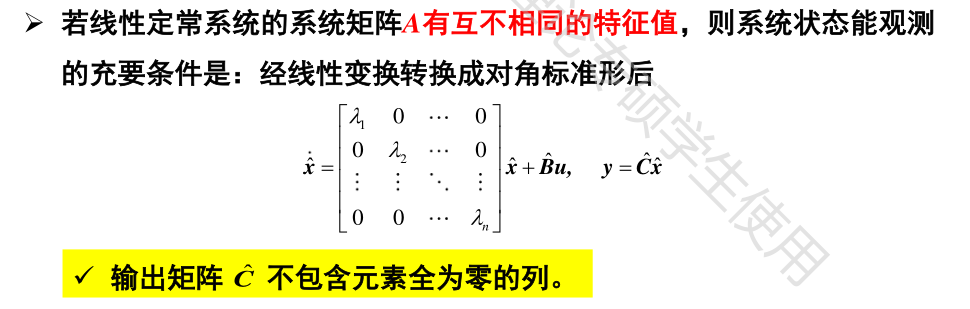 ➢ 若线性定常系统的系统矩阵A有互不相同的特征值，则系统状态能观测
的充要条件是：经线性变换转换成对角标准形后
$\dot{\hat{x}} = \begin{bmatrix} \lambda_1 & 0 & \cdots & 0 \\ 0 & \lambda_2 & \cdots & 0 \\ \vdots & \vdots & \ddots & \vdots \\ 0 & 0 & \cdots & \lambda_n \end{bmatrix} \hat{x} + \hat{B}u, \quad y = \hat{C}\hat{x}$
✓ 输出矩阵 Ĉ 不包含元素全为零的列。
硕学生使用